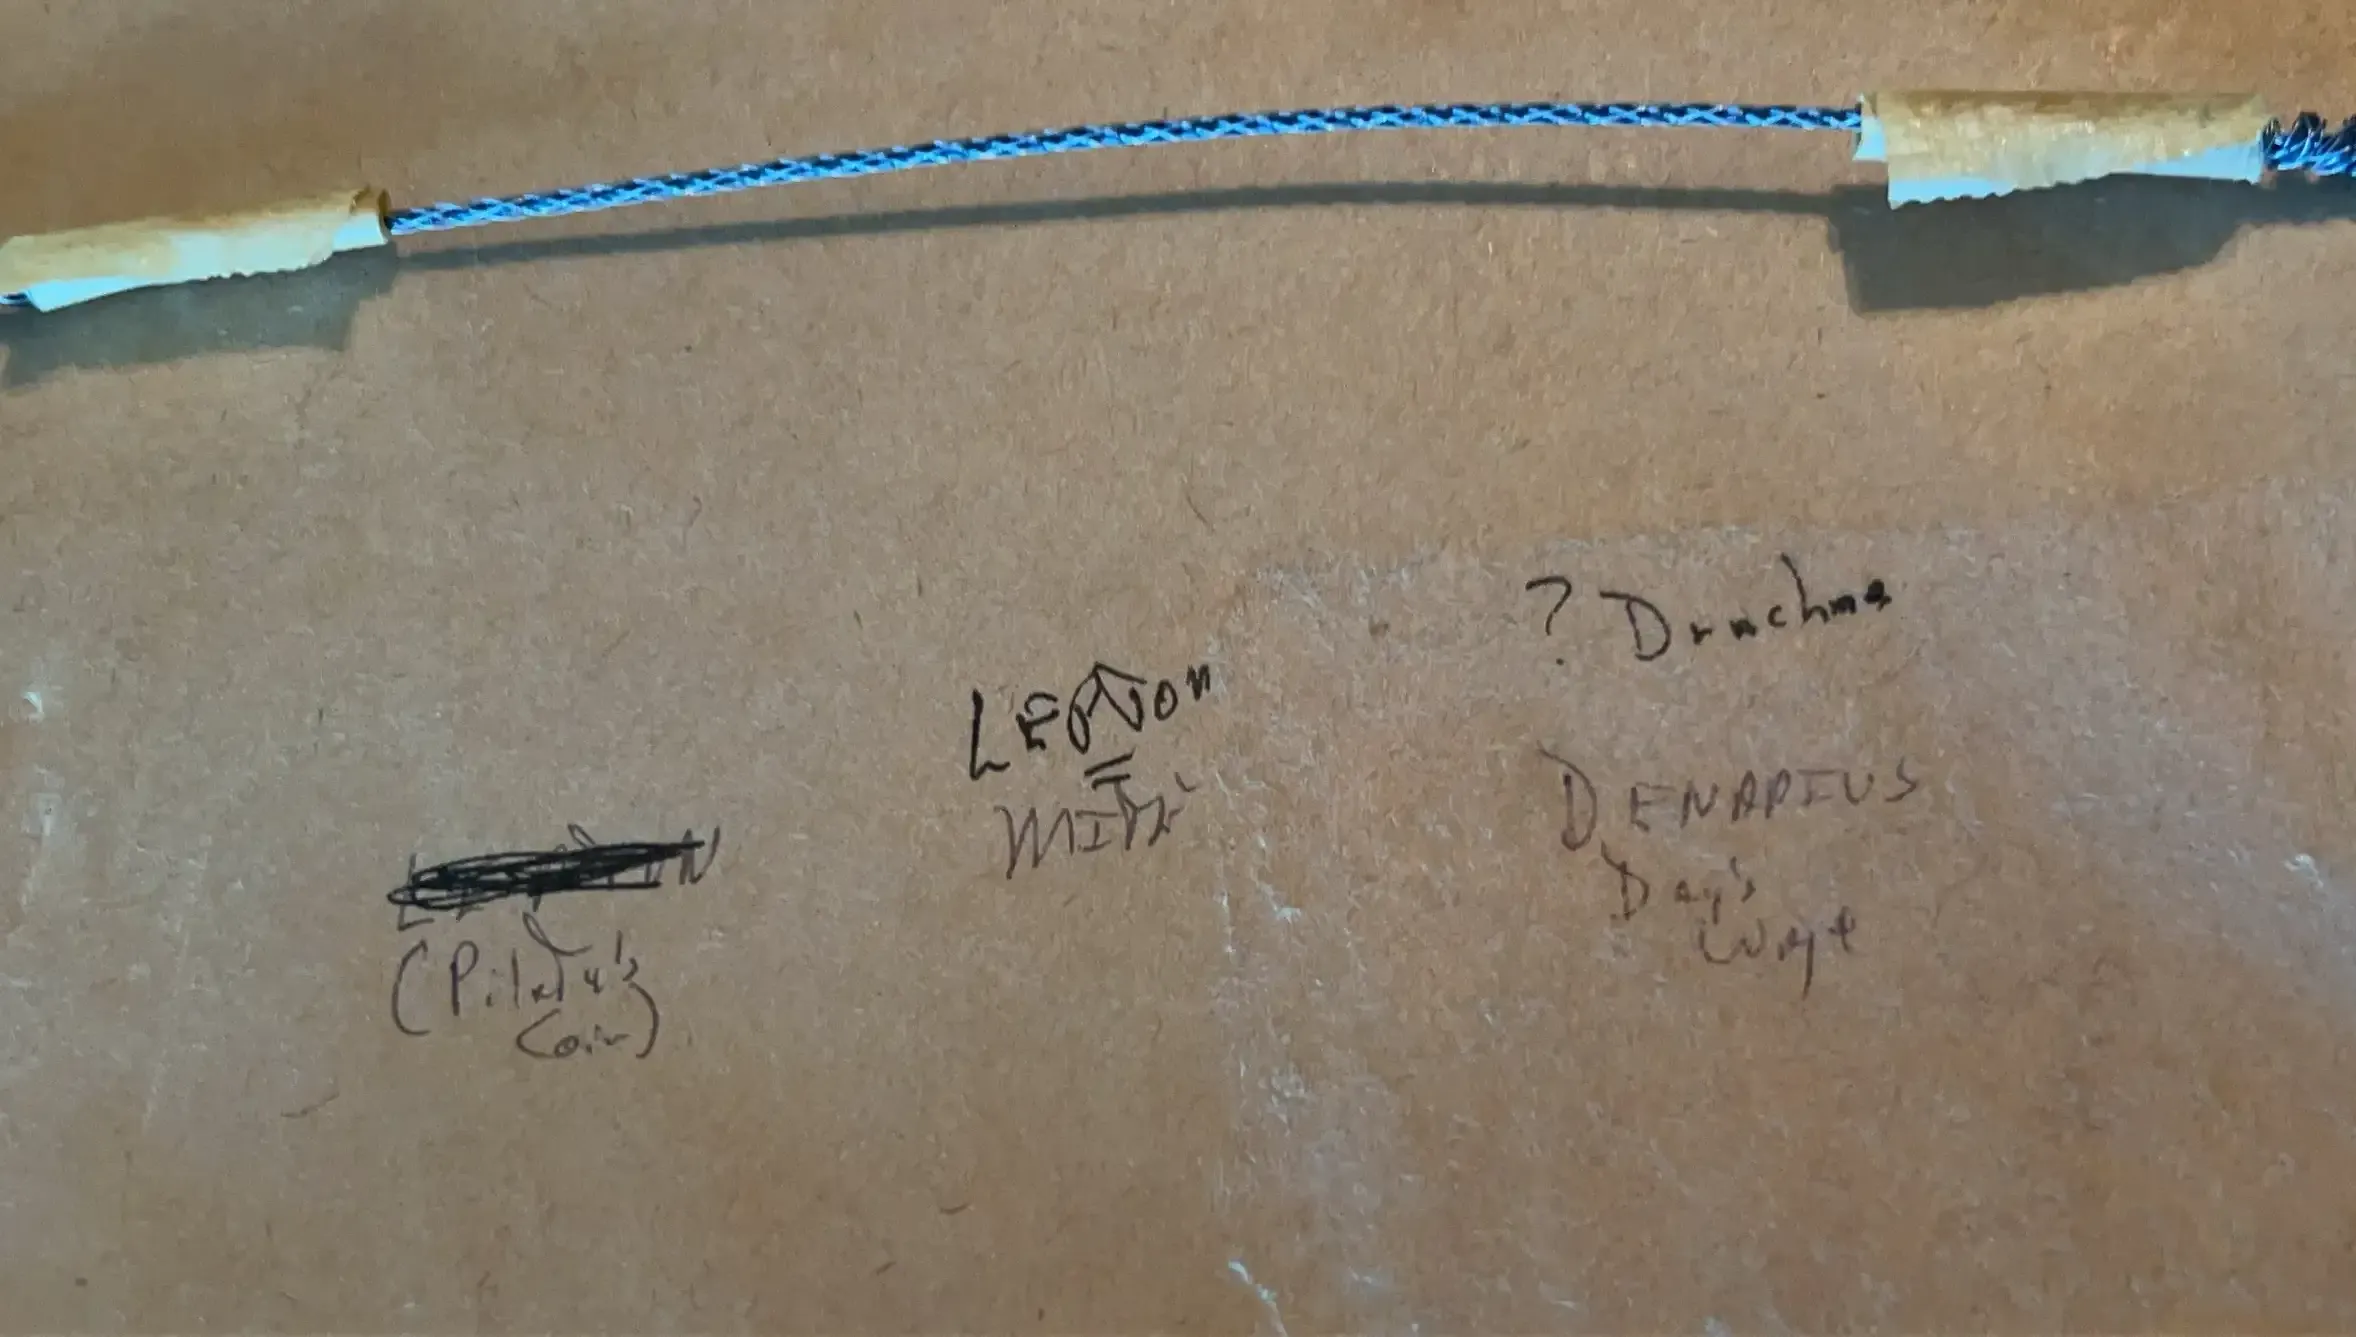 ? Drachma
LEPTON
=
MITE
DENARIUS
Day's
Wage
(Pilate's
Coin)